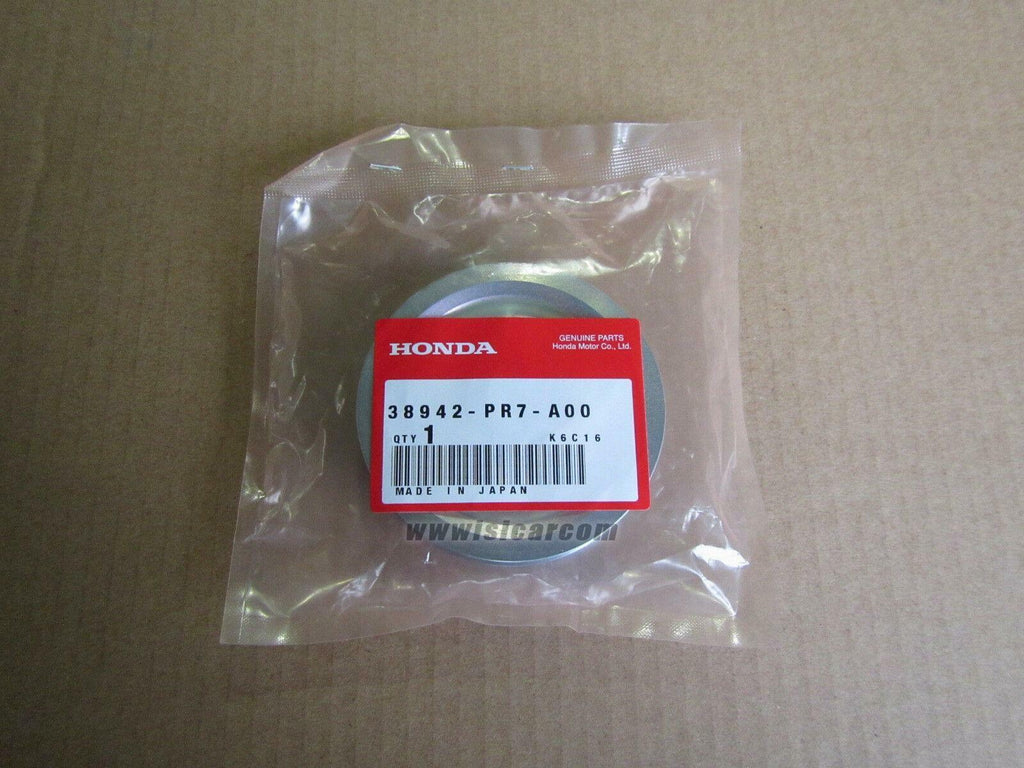 HONDA
GENUINE PARTS
Honda Motor Co., Ltd.
38942-PR7-A00
QTY 1 K6C16
MADE IN JAPAN
www.isicar.com